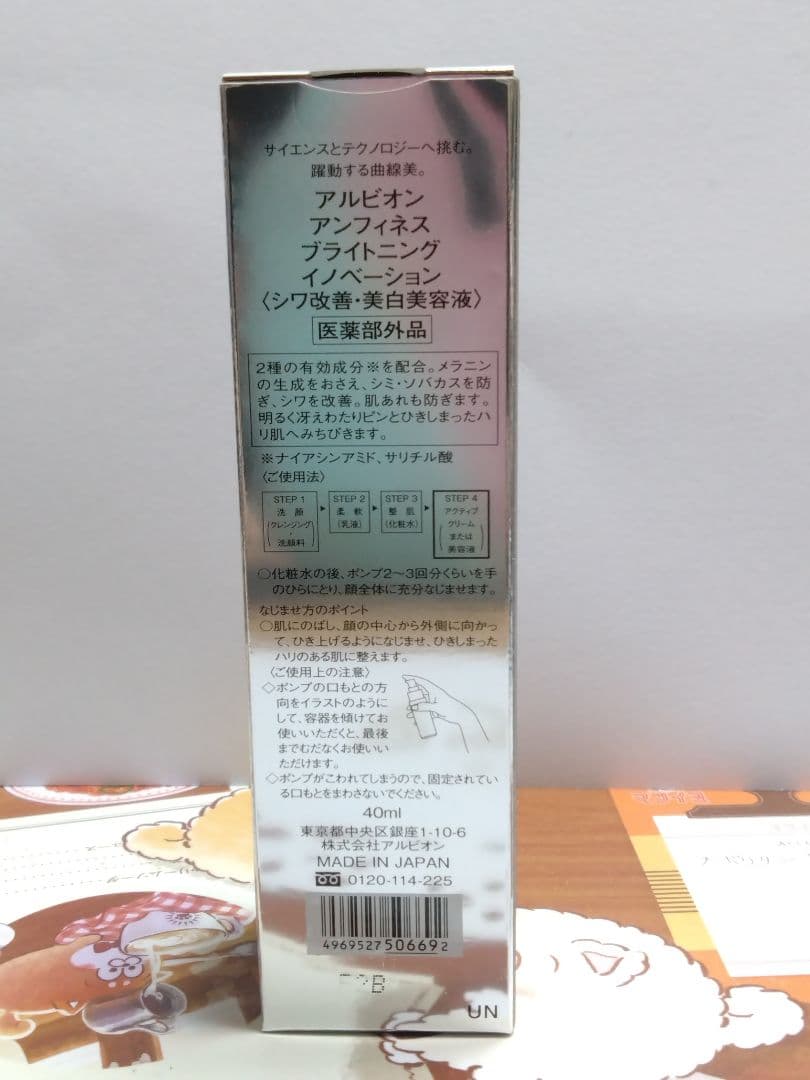 サイエンスとテクノロジーへ挑む。
躍動する曲線美。
アルビオン
アンフィネス
ブライトニング
イノベーション
〈シワ改善・美白美容液〉
医薬部外品
2種の有効成分※を配合。メラニン
の生成をおさえ、シミ・ソバカスを防
ぎ、シワを改善。肌あれも防ぎます。
明るく冴えわたりピンとひきしまったハ
リ肌へみちびきます。
※ナイアシンアミド、サリチル酸
〈ご使用法〉
STEP 1
洗顔
(クレンジング・
洗顔料)
STEP 2
柔軟
(乳液)
STEP 3
整肌
(化粧水)
STEP 4
アクティブ
(クリーム
または
美容液)
○化粧水の後、ポンプ2〜3回分くらいを手
のひらにとり、顔全体に充分なじませます。
なじませ方のポイント
○肌にのばし、顔の中心から外側に向かっ
て、ひき上げるようになじませ、ひきしまった
ハリのある肌に整えます。
〈ご使用上の注意〉
◇ポンプの口もとの方
向をイラストのように
して、容器を傾けてお
使いいただくと、最後
までむだなくお使いい
ただけます。
◇ポンプがこわれてしまうので、固定されてい
る口もとをまわさないでください。
40ml
東京都中央区銀座1-10-6
株式会社アルビオン
MADE IN JAPAN
0120-114-225
4969527506692
UN